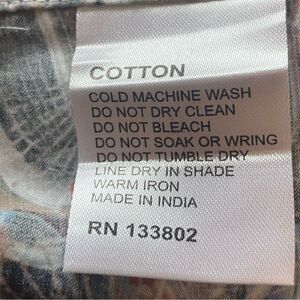 COTTON
COLD MACHINE WASH
DO NOT DRY CLEAN
DO NOT BLEACH
DO NOT SOAK OR WRING
DO NOT TUMBLE DRY
LINE DRY IN SHADE
WARM IRON
MADE IN INDIA
RN 133802